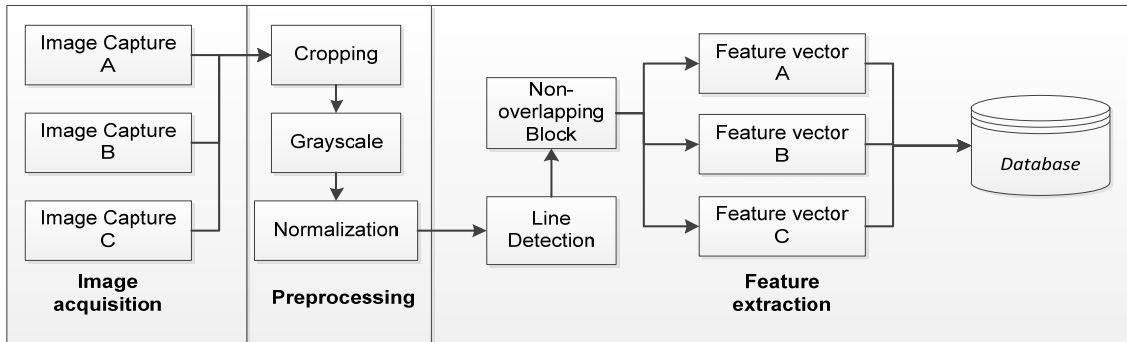 Image Capture
A
Image Capture
B
Image Capture
C
Image
acquisition
Cropping
Grayscale
Normalization
Preprocessing
Line
Detection
Non-
overlapping
Block
Feature vector
A
Feature vector
B
Feature vector
C
Feature
extraction
Database